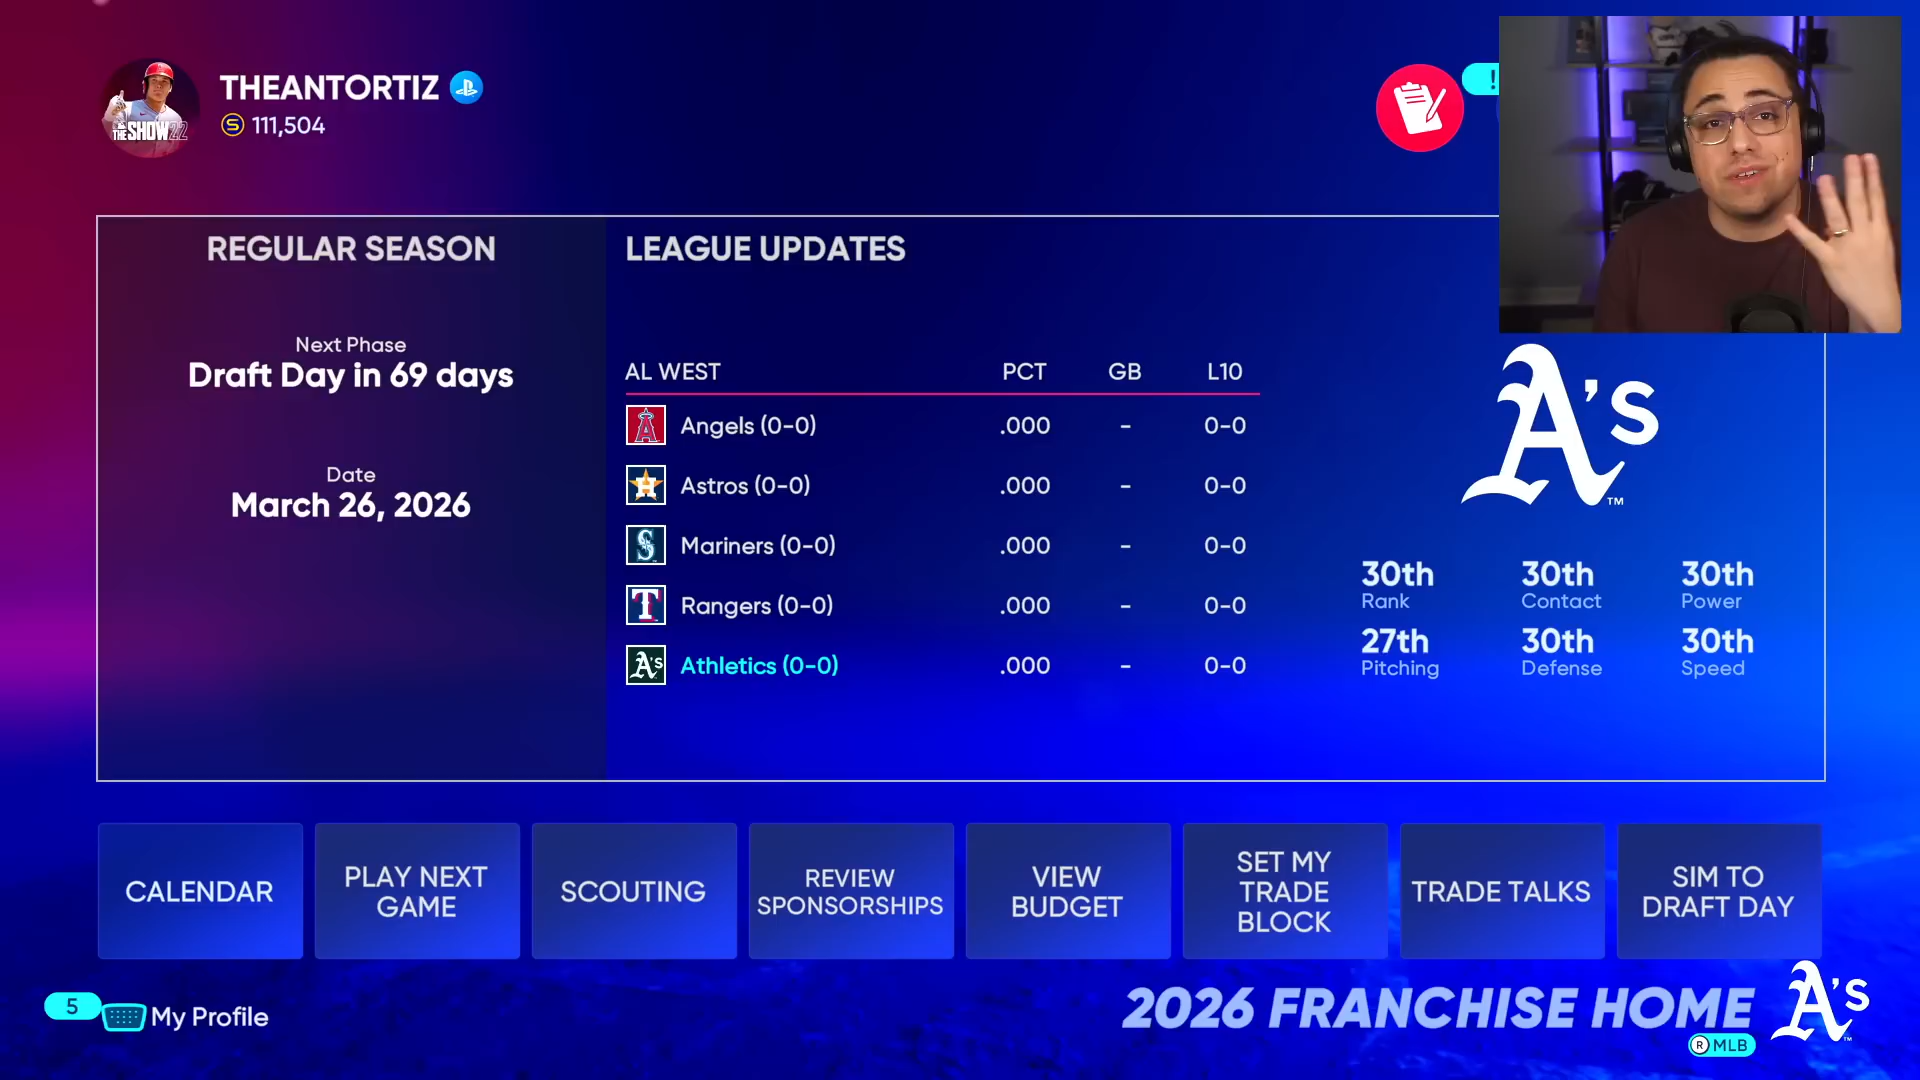 THEANTORTIZ
111,504
THE SHOW 22
!
REGULAR SEASON
Next Phase
Draft Day in 69 days
Date
March 26, 2026
LEAGUE UPDATES
AL WEST PCT GB L10
Angels (0-0) .000 - 0-0
Astros (0-0) .000 - 0-0
Mariners (0-0) .000 - 0-0
Rangers (0-0) .000 - 0-0
Athletics (0-0) .000 - 0-0
A's
TM
30th 30th 30th
Rank Contact Power
27th 30th 30th
Pitching Defense Speed
CALENDAR
PLAY NEXT
GAME
SCOUTING
REVIEW
SPONSORSHIPS
VIEW
BUDGET
SET MY
TRADE
BLOCK
TRADE TALKS
SIM TO
DRAFT DAY
5 My Profile
2026 FRANCHISE HOME A's
R MLB